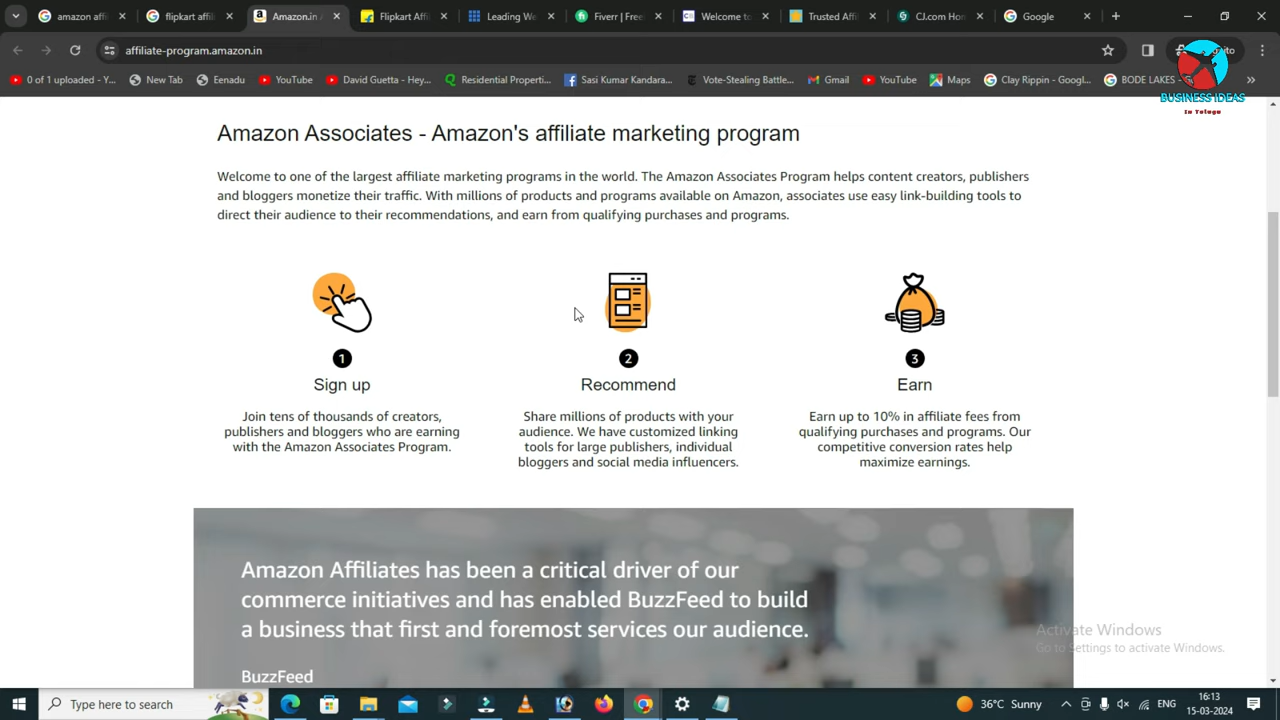 amazon affi
flipkart affi
Amazon.in A
Flipkart Affi
Leading We
Fiverr | Free
Welcome to
Trusted Affi
CJ.com Hon
Google
affiliate-program.amazon.in
0 of 1 uploaded - Y...
New Tab
Eenadu
YouTube
David Guetta - Hey...
Residential Properti...
Sasi Kumar Kandara...
Vote-Stealing Battle...
Gmail
YouTube
Maps
Clay Rippin - Googl...
BODE LAKES - G
BUSINESS IDEAS
In Telugu
Amazon Associates - Amazon's affiliate marketing program
Welcome to one of the largest affiliate marketing programs in the world. The Amazon Associates Program helps content creators, publishers
and bloggers monetize their traffic. With millions of products and programs available on Amazon, associates use easy link-building tools to
direct their audience to their recommendations, and earn from qualifying purchases and programs.
1
Sign up
Join tens of thousands of creators,
publishers and bloggers who are earning
with the Amazon Associates Program.
2
Recommend
Share millions of products with your
audience. We have customized linking
tools for large publishers, individual
bloggers and social media influencers.
3
Earn
Earn up to 10% in affiliate fees from
qualifying purchases and programs. Our
competitive conversion rates help
maximize earnings.
Amazon Affiliates has been a critical driver of our
commerce initiatives and has enabled BuzzFeed to build
a business that first and foremost services our audience.
BuzzFeed
Activate Windows
Go to Settings to activate Windows.
Type here to search
36°C Sunny
ENG
16:13
15-03-2024